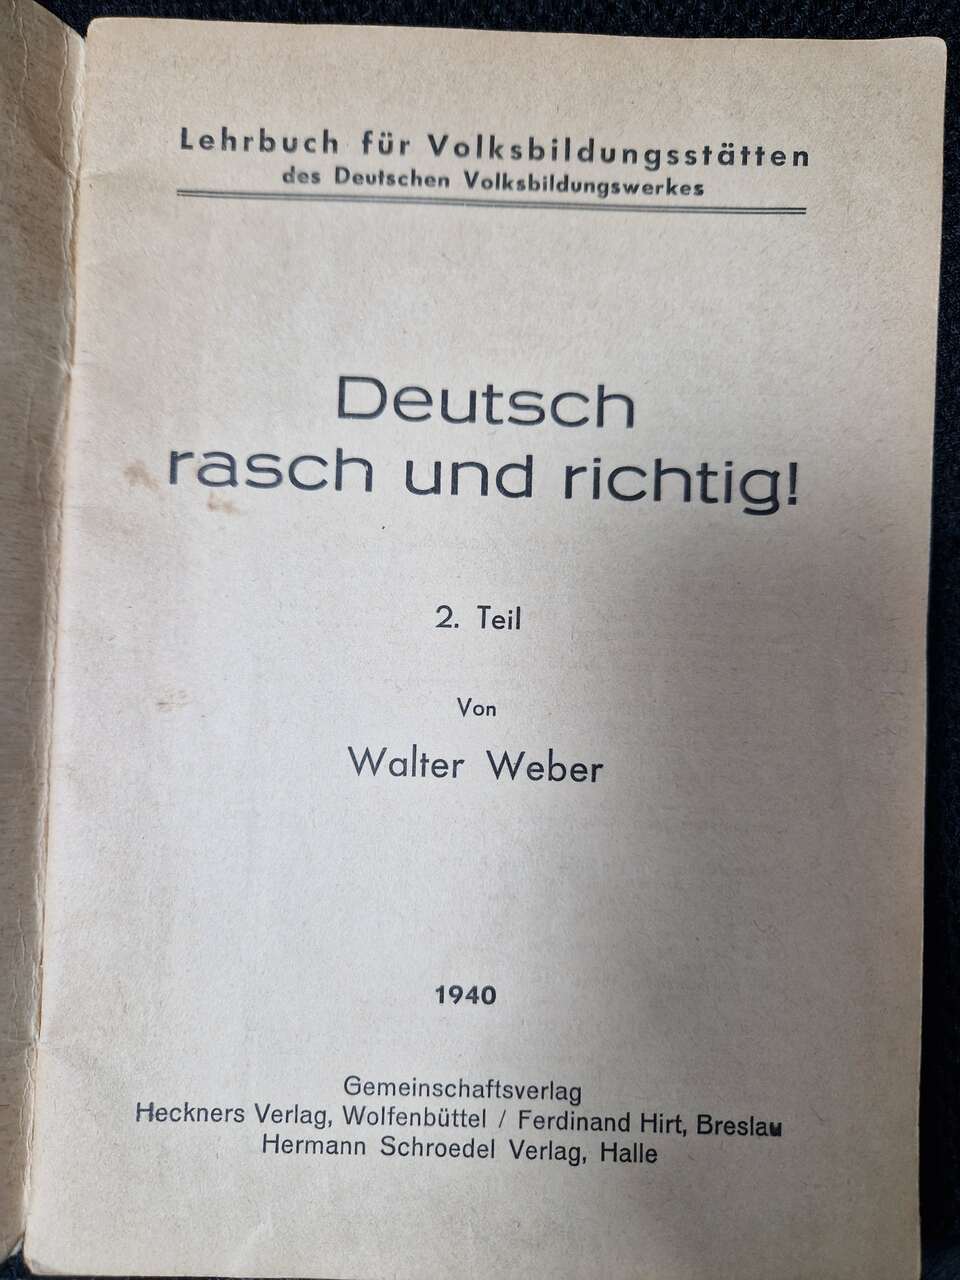 Lehrbuch für Volksbildungsstätten
des Deutschen Volksbildungswerkes
Deutsch
rasch und richtig!
2. Teil
Von
Walter Weber
1940
Gemeinschaftsverlag
Heckners Verlag, Wolfenbüttel / Ferdinand Hirt, Breslau
Hermann Schroedel Verlag, Halle